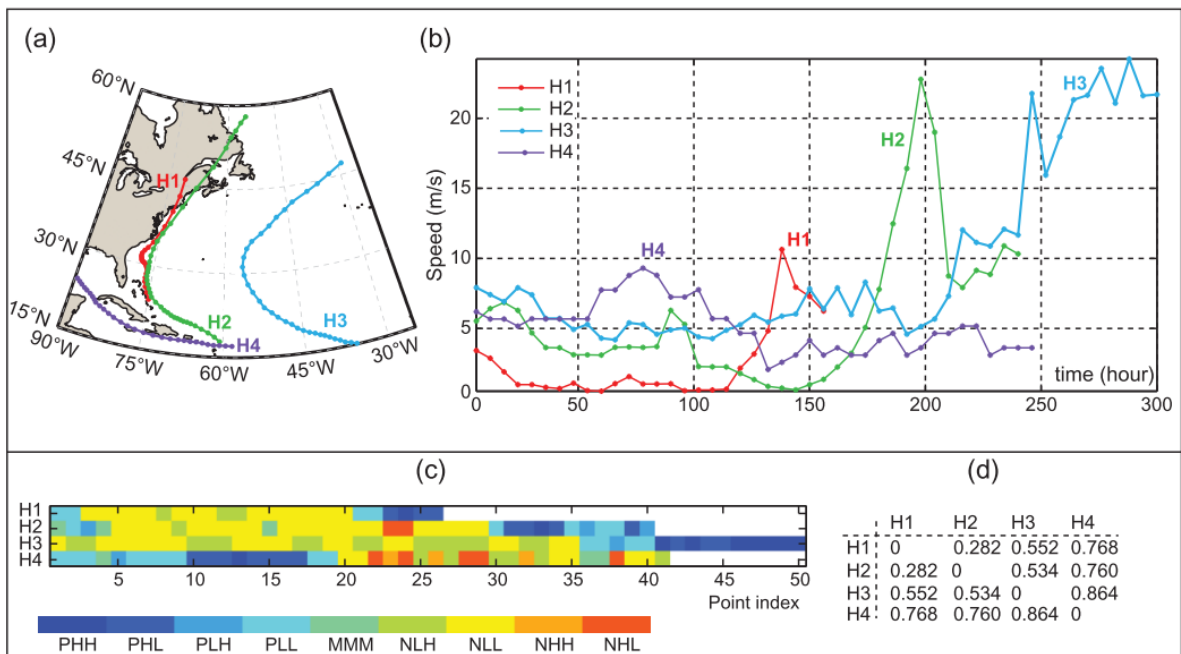 (a)
60°N
45°N
30°N
15°N
90°W
75°W
60°W
45°W
30°W
H1
H2
H3
H4
(b)
Speed (m/s)
20
15
10
5
0
H1
H2
H3
H4
H4
H1
H2
H3
time (hour)
0 50 100 150 200 250 300
(c)
H1
H2
H3
H4
5 10 15 20 25 30 35 40 45 50
Point index
PHH PHL PLH PLL MMM NLH NLL NHH NHL
(d)
H1 H2 H3 H4
H1 0 0.282 0.552 0.768
H2 0.282 0 0.534 0.760
H3 0.552 0.534 0 0.864
H4 0.768 0.760 0.864 0